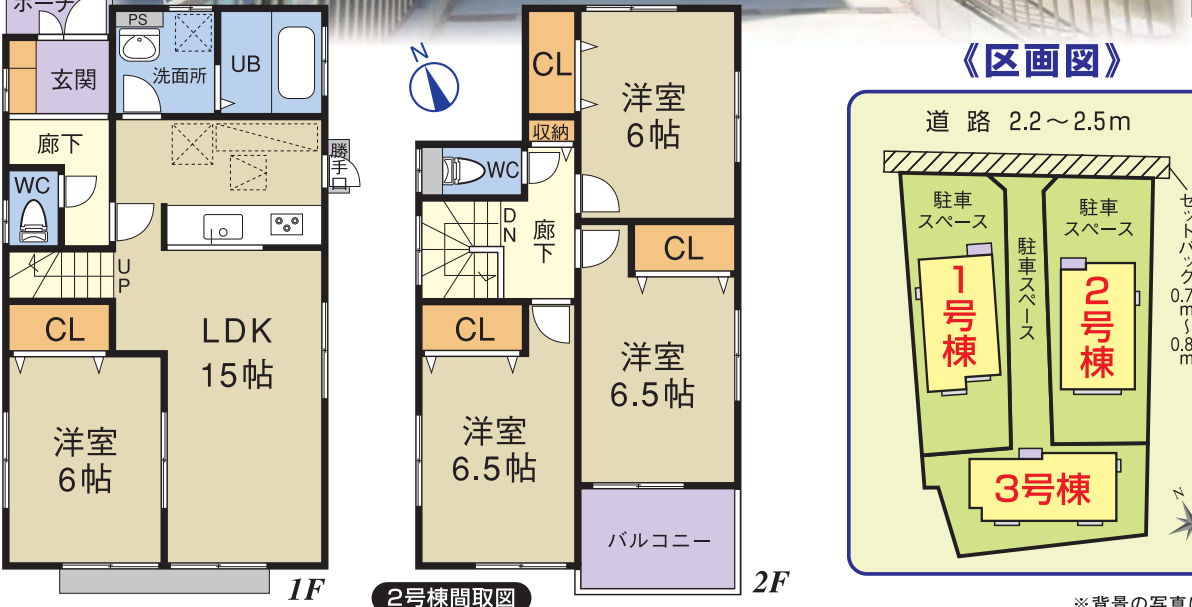 ポーチ
玄関
PS
洗面所
UB
廊下
WC
勝手口
UP
CL
LDK
15帖
洋室
6帖
1F
N
CL
洋室
6帖
収納
WC
DN
廊下
CL
CL
洋室
6.5帖
洋室
6.5帖
バルコニー
2F
2号棟間取図
《区画図》
道路 2.2～2.5m
駐車
スペース
駐車スペース
駐車
スペース
セットバック
0.7
m
～
0.8
m
1号棟
2号棟
3号棟
N
※背景の写真